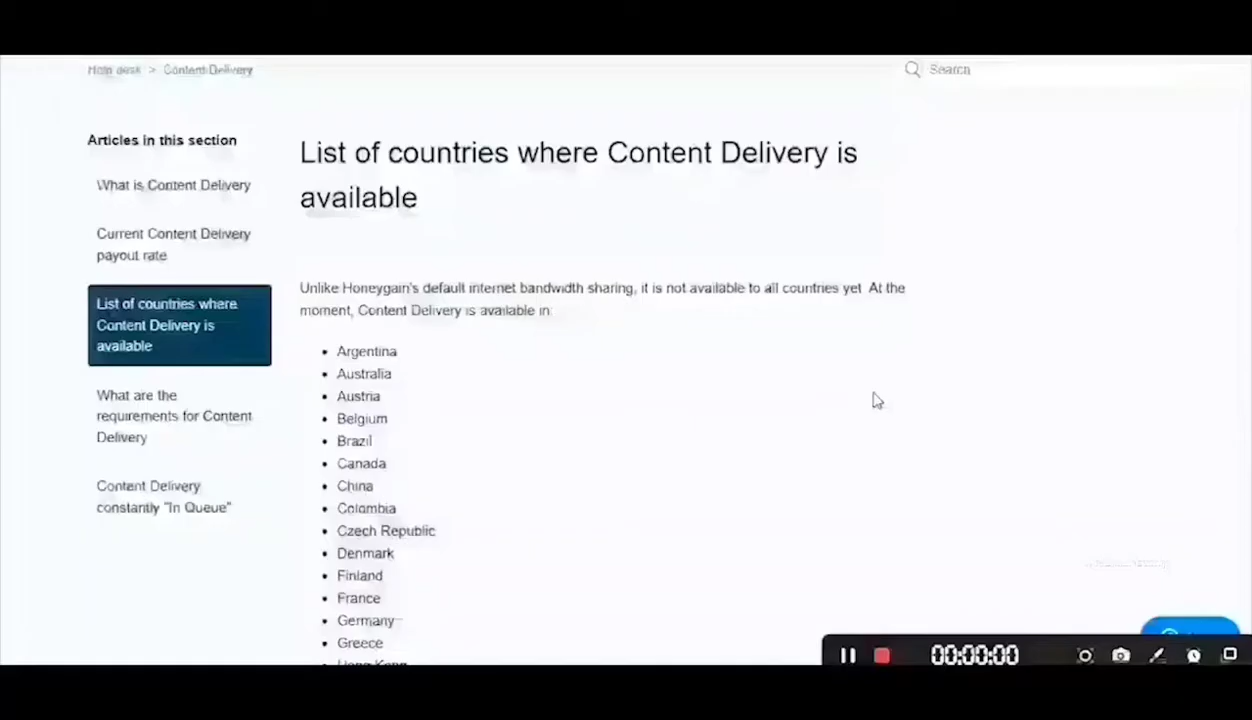 Help desk > Content Delivery
Search
Articles in this section
What is Content Delivery
Current Content Delivery
payout rate
List of countries where
Content Delivery is
available
What are the
requirements for Content
Delivery
Content Delivery
constantly "In Queue"
List of countries where Content Delivery is
available
Unlike Honeygain's default internet bandwidth sharing, it is not available to all countries yet. At the
moment, Content Delivery is available in:
• Argentina
• Australia
• Austria
• Belgium
• Brazil
• Canada
• China
• Colombia
• Czech Republic
• Denmark
• Finland
• France
• Germany
• Greece
• Hong Kong
00:00:00